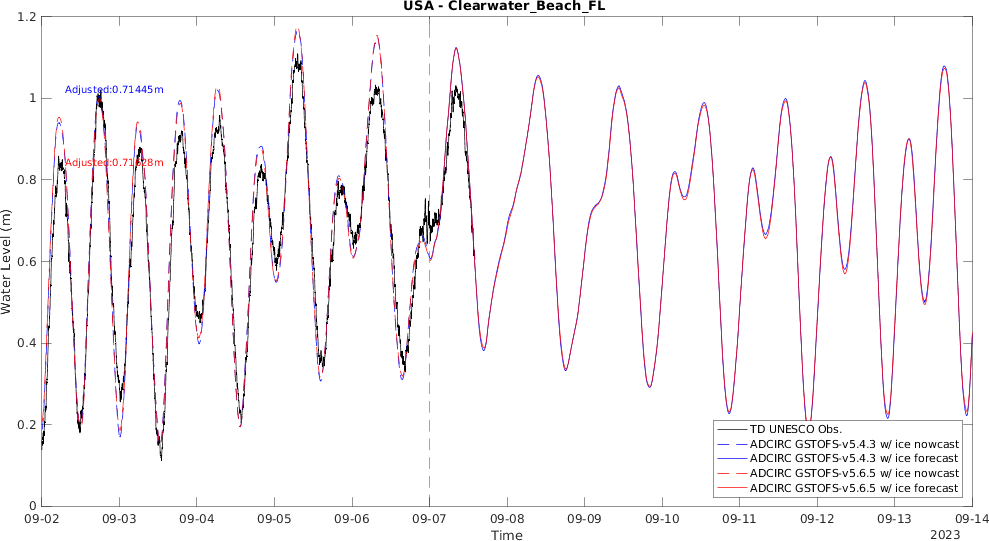 USA - Clearwater_Beach_FL
1.2
1
0.8
0.6
0.4
0.2
0
Water Level (m)
Adjusted:0.71445m
Adjusted:0.71628m
TD UNESCO Obs.
ADCIRC GSTOFS-v5.4.3 w/ ice nowcast
ADCIRC GSTOFS-v5.4.3 w/ ice forecast
ADCIRC GSTOFS-v5.6.5 w/ ice nowcast
ADCIRC GSTOFS-v5.6.5 w/ ice forecast
09-02 09-03 09-04 09-05 09-06 09-07 09-08 09-09 09-10 09-11 09-12 09-13 09-14
Time
2023